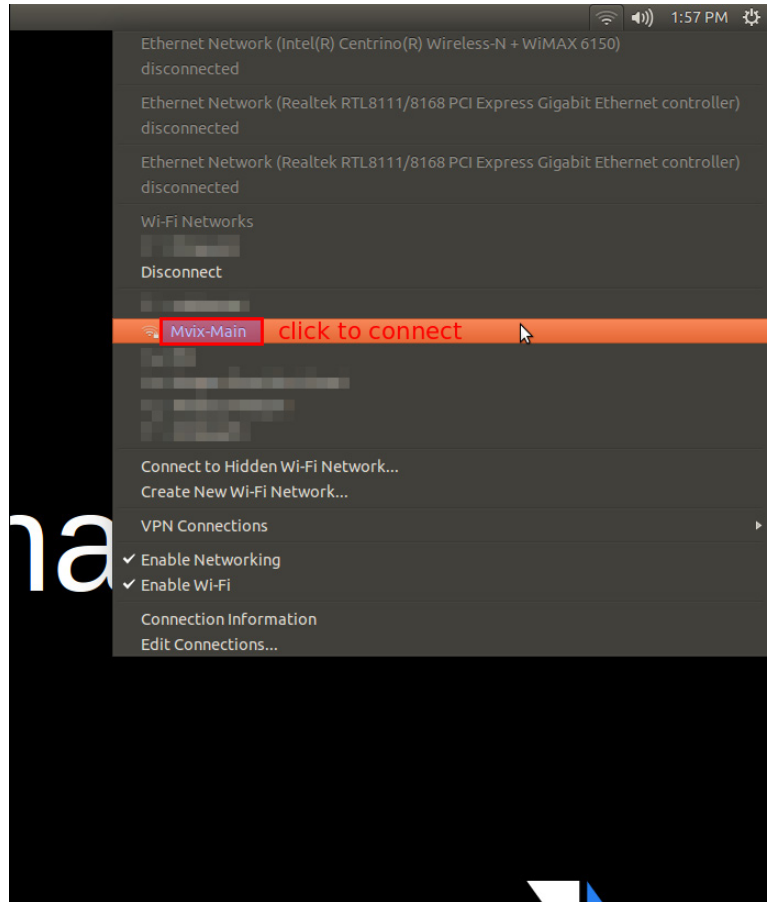 1:57 PM
Ethernet Network (Intel(R) Centrino(R) Wireless-N + WiMAX 6150)
disconnected
Ethernet Network (Realtek RTL8111/8168 PCI Express Gigabit Ethernet controller)
disconnected
Ethernet Network (Realtek RTL8111/8168 PCI Express Gigabit Ethernet controller)
disconnected
Wi-Fi Networks
Disconnect
Mvix-Main click to connect
Connect to Hidden Wi-Fi Network...
Create New Wi-Fi Network...
VPN Connections
Enable Networking
Enable Wi-Fi
Connection Information
Edit Connections...